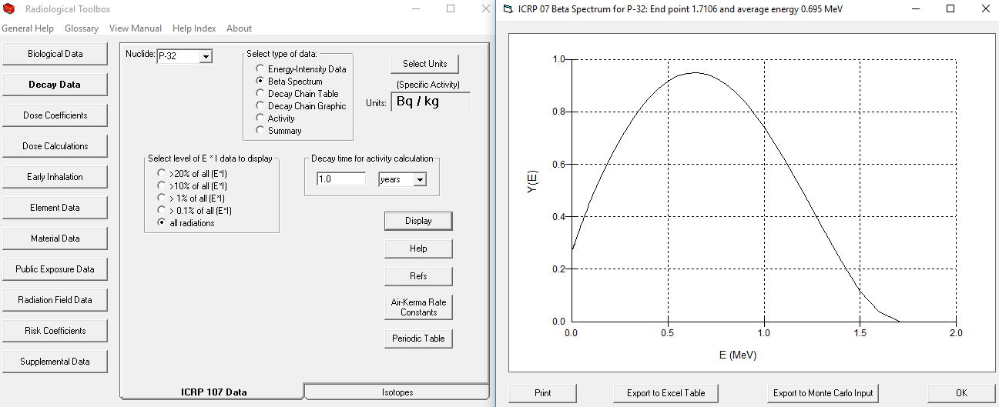 Radiological Toolbox
General Help Glossary View Manual Help Index About
Biological Data
Decay Data
Dose Coefficients
Dose Calculations
Early Inhalation
Element Data
Material Data
Public Exposure Data
Radiation Field Data
Risk Coefficients
Supplemental Data
Nuclide: P-32
Select type of data:
Energy-Intensity Data
Beta Spectrum
Decay Chain Table
Decay Chain Graphic
Activity
Summary
Select Units
(Specific Activity)
Units: Bq / kg
Select level of E * I data to display
>20% of all (E*I)
>10% of all (E*I)
> 1% of all (E*I)
> 0.1% of all (E*I)
all radiations
Decay time for activity calculation
1.0 years
Display
Help
Refs
Air-Kerma Rate
Constants
Periodic Table
ICRP 107 Data
Isotopes
ICRP 07 Beta Spectrum for P-32: End point 1.7106 and average energy 0.695 MeV
1.0
0.8
0.6
0.4
0.2
0.0
Y(E)
0.0 0.5 1.0 1.5 2.0
E (MeV)
Print Export to Excel Table Export to Monte Carlo Input OK